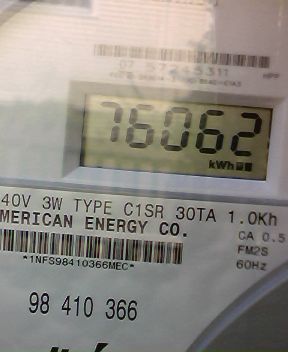 76062
kWh
40V 3W TYPE C1SR 30TA 1.0Kh
MERICAN ENERGY CO.
CA 0.5
FM2S
*1NFS98410366MEC*
60Hz
98 410 366